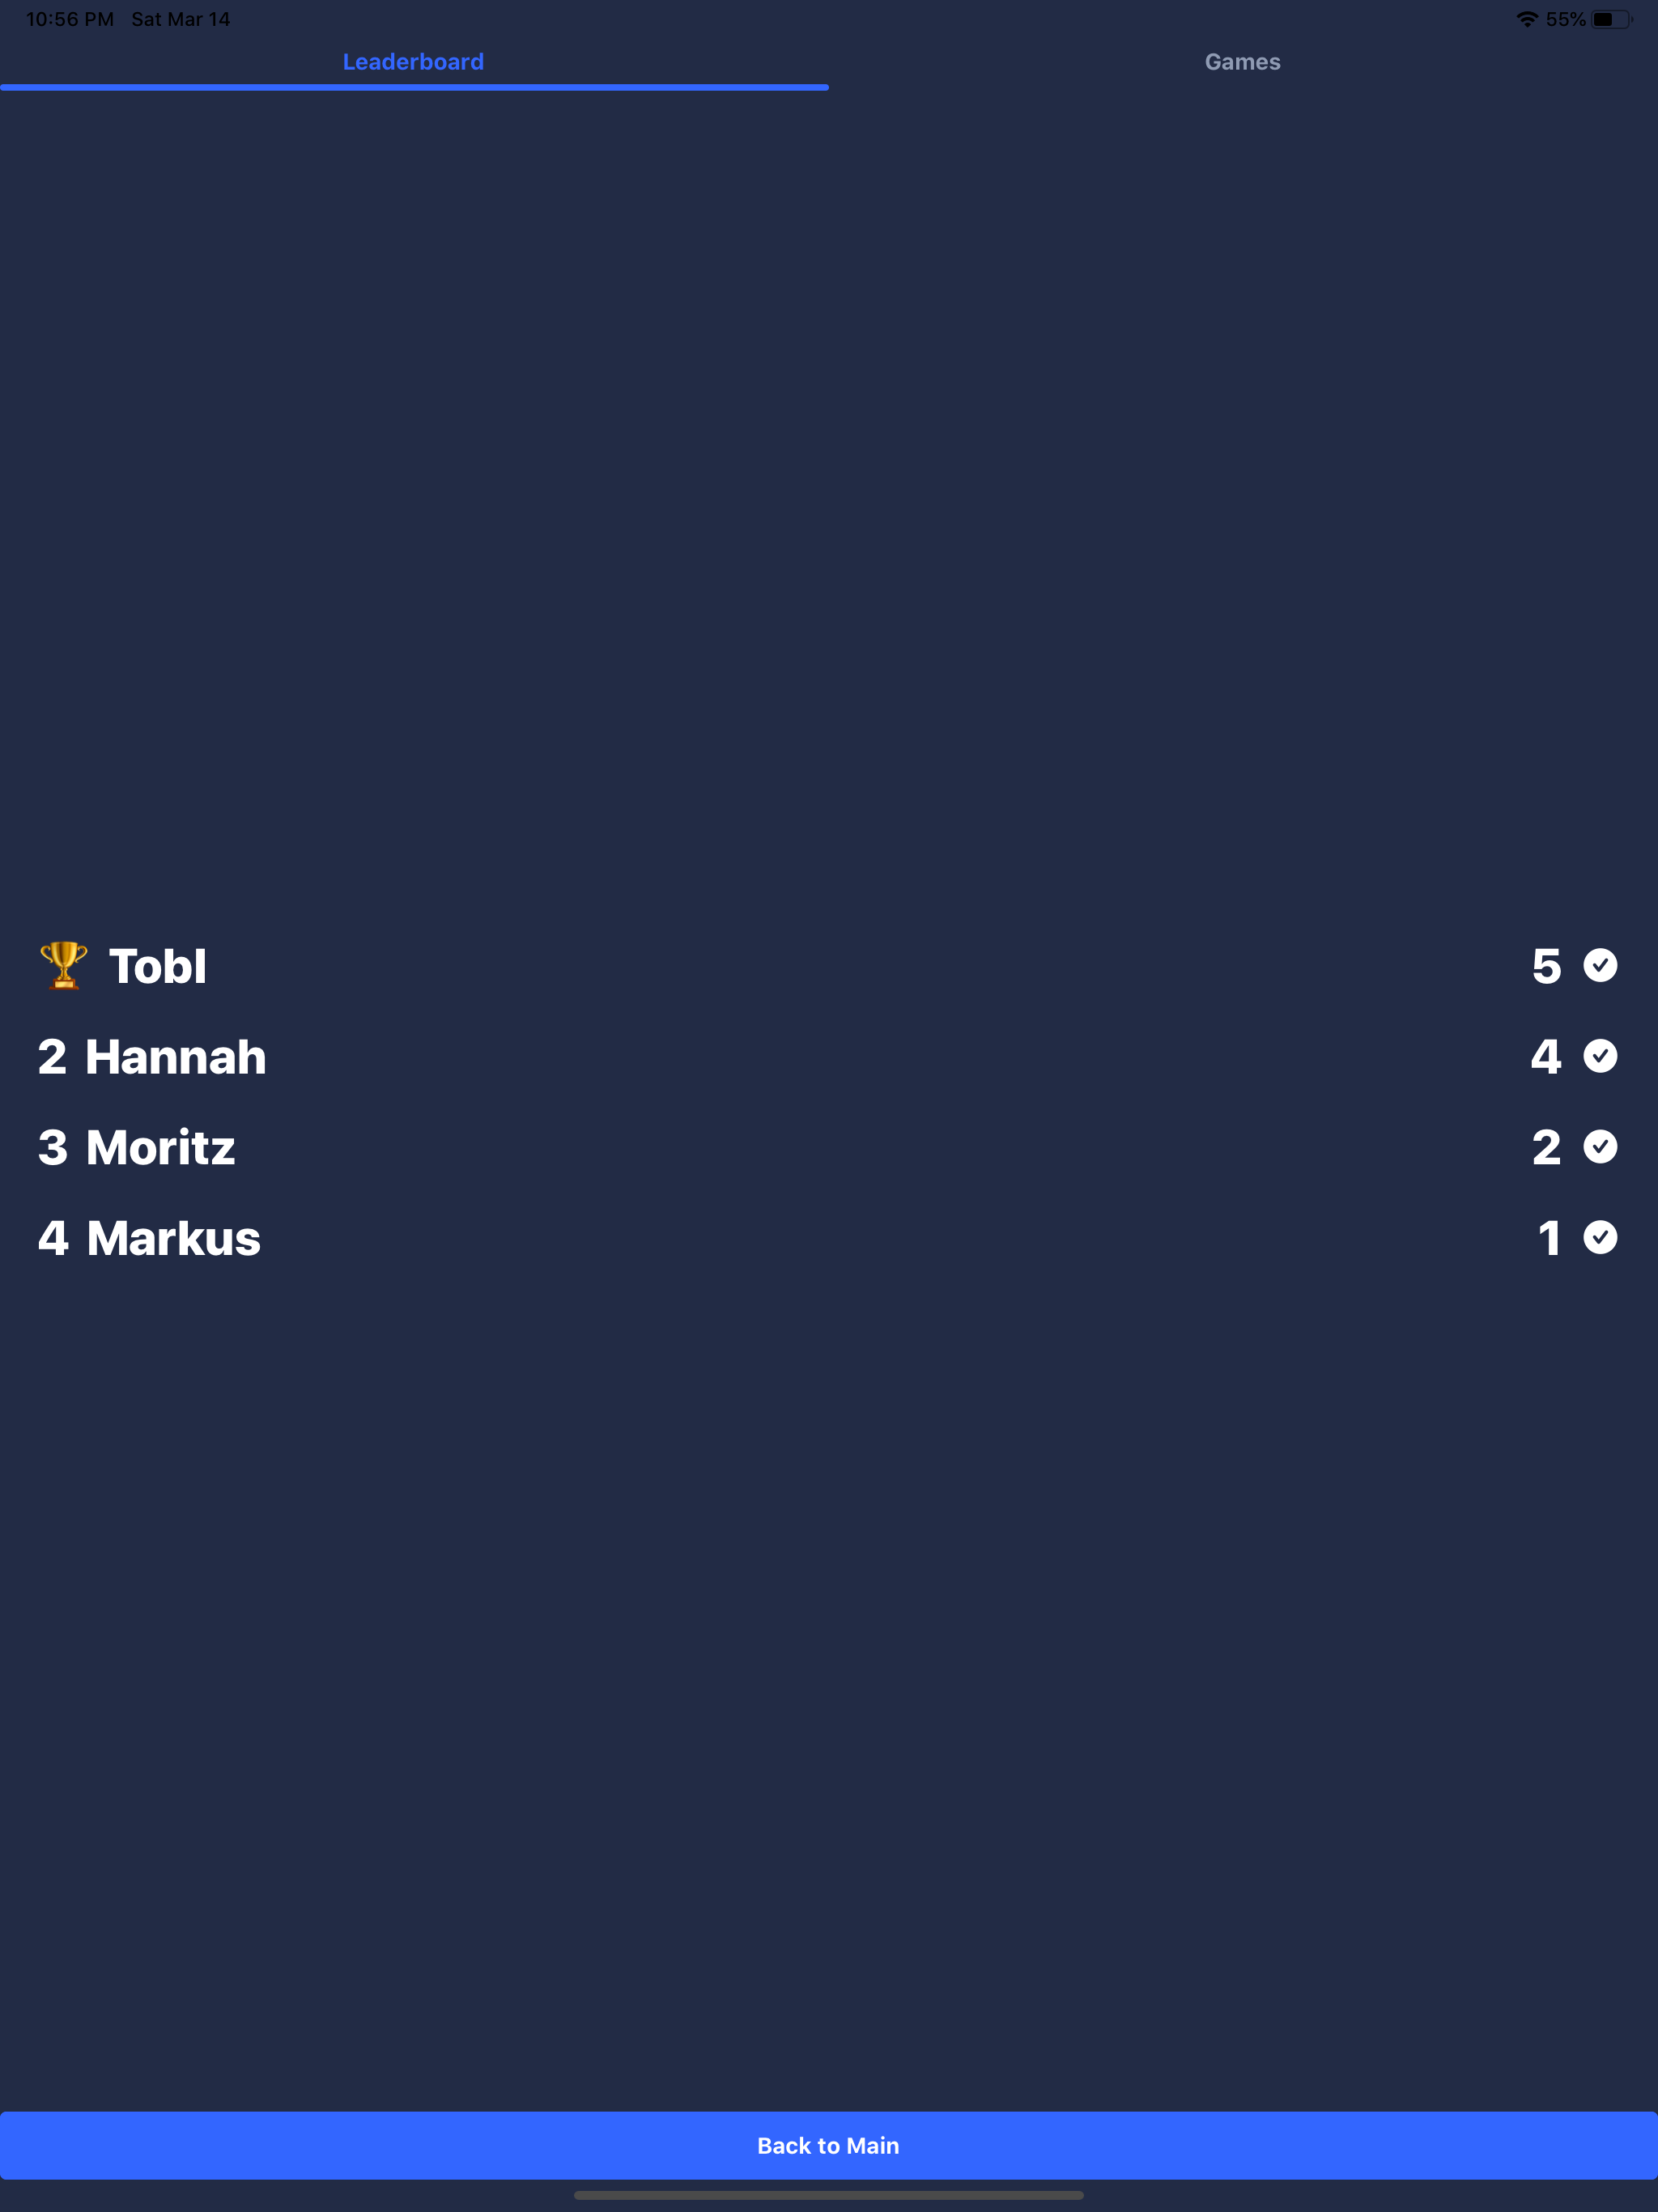 10:56 PM Sat Mar 14 55%
Leaderboard Games
Tobl 5
2 Hannah 4
3 Moritz 2
4 Markus 1
Back to Main